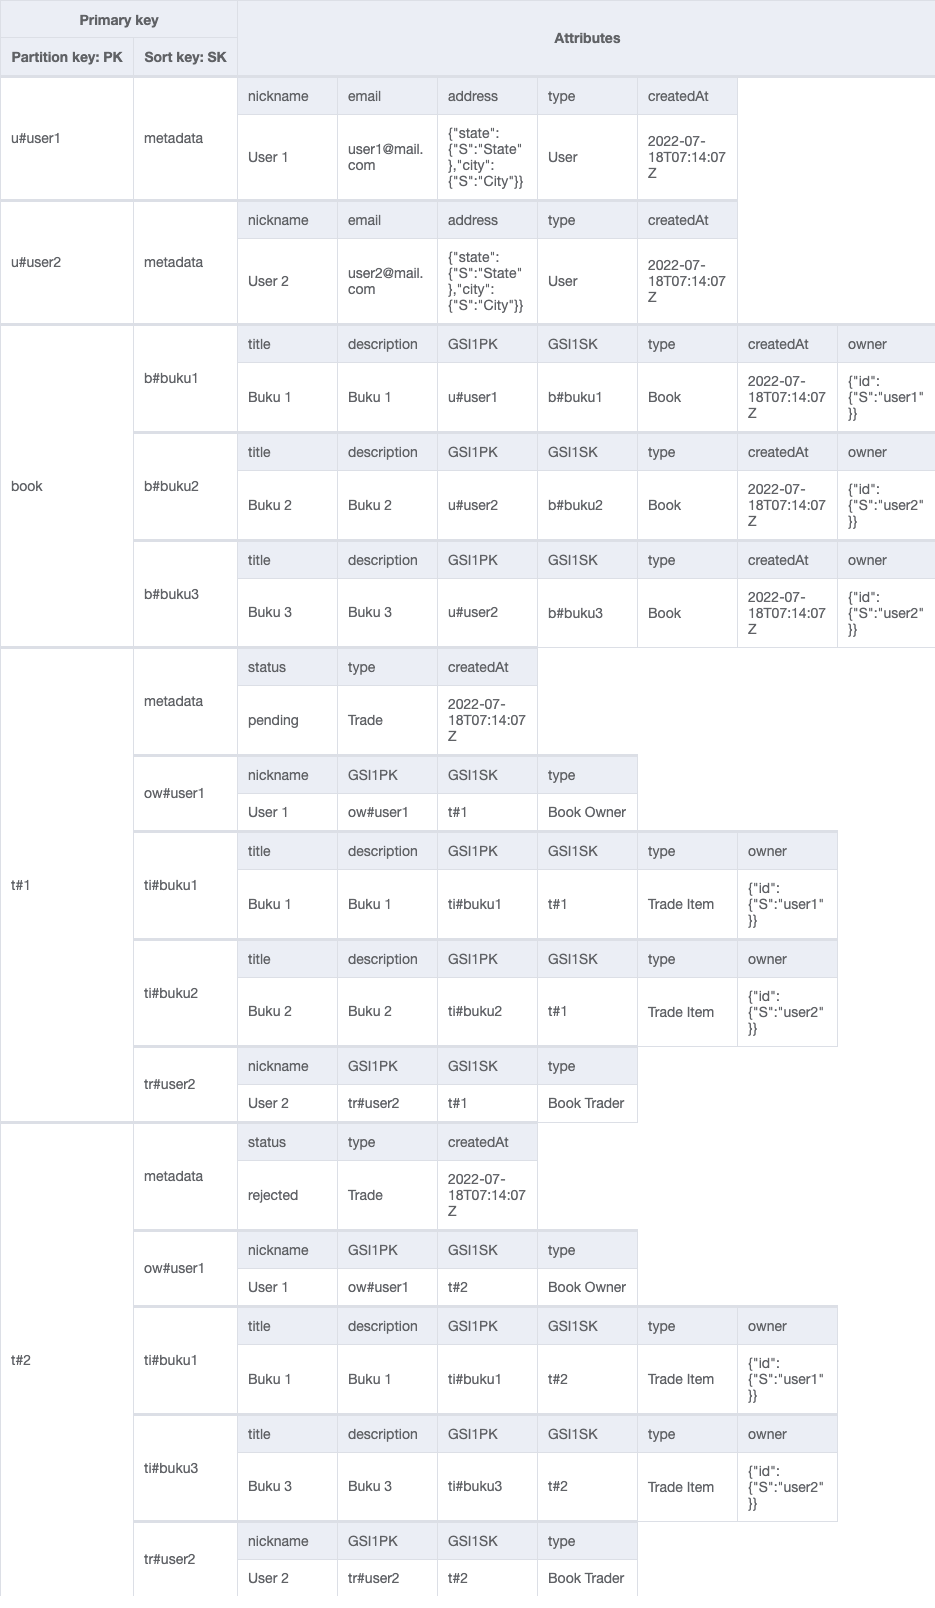 Primary key
Attributes
Partition key: PK Sort key: SK
nickname email address type createdAt
u#user1 metadata
User 1 user1@mail.
com
{"state":
{"S":"State"
},"city":
{"S":"City"}}
User
2022-07-
18T07:14:07
Z
nickname email address type createdAt
u#user2 metadata
User 2 user2@mail.
com
{"state":
{"S":"State"
},"city":
{"S":"City"}}
User
2022-07-
18T07:14:07
Z
book
b#buku1
title description GSI1PK GSI1SK type createdAt owner
Buku 1 Buku 1 u#user1 b#buku1 Book
2022-07-
18T07:14:07
Z
{"id":
{"S":"user1"
}}
b#buku2
title description GSI1PK GSI1SK type createdAt owner
Buku 2 Buku 2 u#user2 b#buku2 Book
2022-07-
18T07:14:07
Z
{"id":
{"S":"user2"
}}
b#buku3
title description GSI1PK GSI1SK type createdAt owner
Buku 3 Buku 3 u#user2 b#buku3 Book
2022-07-
18T07:14:07
Z
{"id":
{"S":"user2"
}}
t#1
metadata
status type createdAt
pending Trade
2022-07-
18T07:14:07
Z
ow#user1
nickname GSI1PK GSI1SK type
User 1 ow#user1 t#1 Book Owner
ti#buku1
title description GSI1PK GSI1SK type owner
Buku 1 Buku 1 ti#buku1 t#1 Trade Item
{"id":
{"S":"user1"
}}
ti#buku2
title description GSI1PK GSI1SK type owner
Buku 2 Buku 2 ti#buku2 t#1 Trade Item
{"id":
{"S":"user2"
}}
tr#user2
nickname GSI1PK GSI1SK type
User 2 tr#user2 t#1 Book Trader
t#2
metadata
status type createdAt
rejected Trade
2022-07-
18T07:14:07
Z
ow#user1
nickname GSI1PK GSI1SK type
User 1 ow#user1 t#2 Book Owner
ti#buku1
title description GSI1PK GSI1SK type owner
Buku 1 Buku 1 ti#buku1 t#2 Trade Item
{"id":
{"S":"user1"
}}
ti#buku3
title description GSI1PK GSI1SK type owner
Buku 3 Buku 3 ti#buku3 t#2 Trade Item
{"id":
{"S":"user2"
}}
tr#user2
nickname GSI1PK GSI1SK type
User 2 tr#user2 t#2 Book Trader